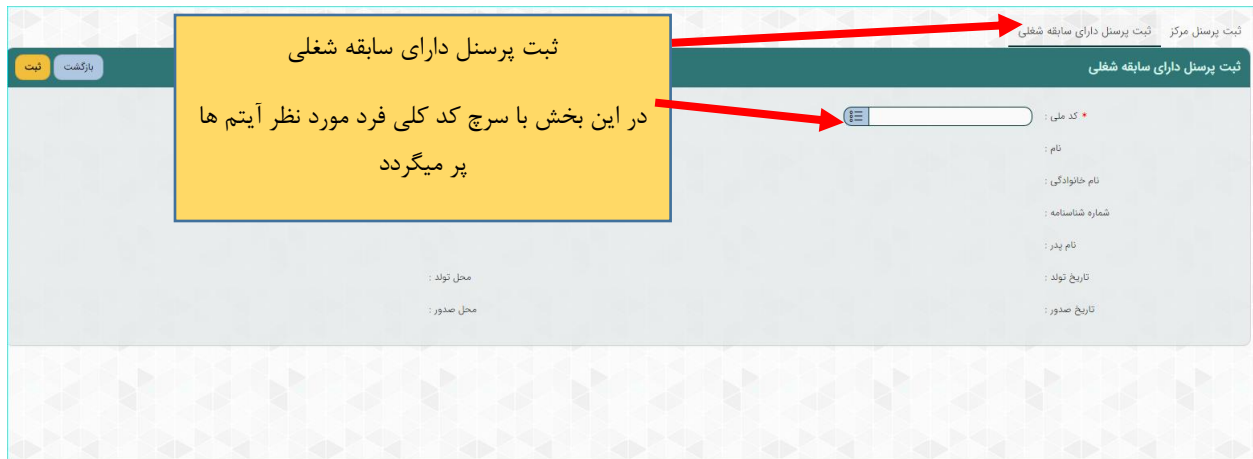 ثبت پرسنل مرکز
ثبت پرسنل دارای سابقه شغلی
ثبت پرسنل دارای سابقه شغلی
بازگشت
ثبت
ثبت پرسنل دارای سابقه شغلی
در این بخش با سرچ کد کلی فرد مورد نظر آیتم ها
پر میگردد
* کد ملی :
نام :
نام خانوادگی :
شماره شناسنامه :
نام پدر :
تاریخ تولد :
محل تولد :
تاریخ صدور :
محل صدور :